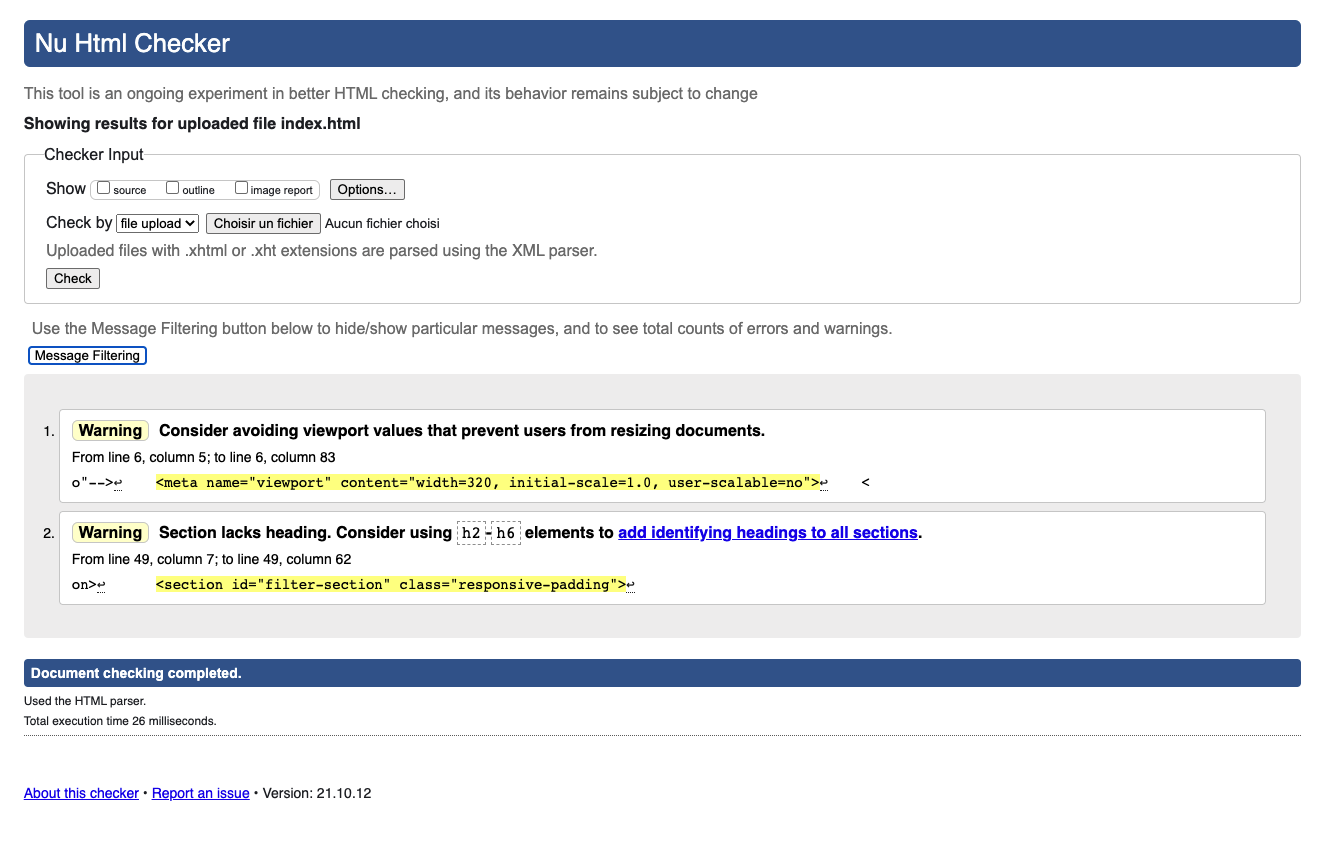 Nu Html Checker
This tool is an ongoing experiment in better HTML checking, and its behavior remains subject to change
Showing results for uploaded file index.html
Checker Input
Show source outline image report Options…
Check by file upload Choisir un fichier Aucun fichier choisi
Uploaded files with .xhtml or .xht extensions are parsed using the XML parser.
Check
Use the Message Filtering button below to hide/show particular messages, and to see total counts of errors and warnings.
Message Filtering
1. Warning Consider avoiding viewport values that prevent users from resizing documents.
From line 6, column 5; to line 6, column 83
o"-->↩ <meta name="viewport" content="width=320, initial-scale=1.0, user-scalable=no">↩ <
2. Warning Section lacks heading. Consider using h2-h6 elements to add identifying headings to all sections.
From line 49, column 7; to line 49, column 62
on>↩ <section id="filter-section" class="responsive-padding">↩
Document checking completed.
Used the HTML parser.
Total execution time 26 milliseconds.
About this checker • Report an issue • Version: 21.10.12